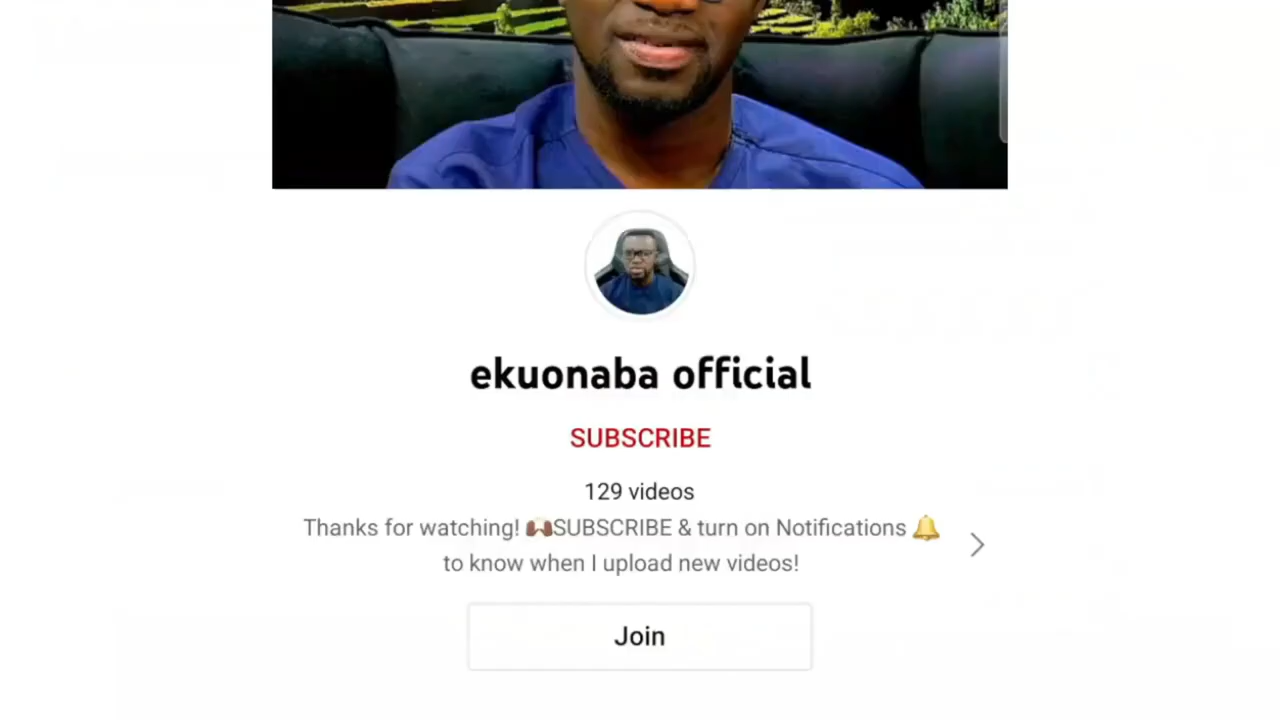 ekuonaba official
SUBSCRIBE
129 videos
Thanks for watching! 🙌🏾SUBSCRIBE & turn on Notifications 🔔
to know when I upload new videos!
Join